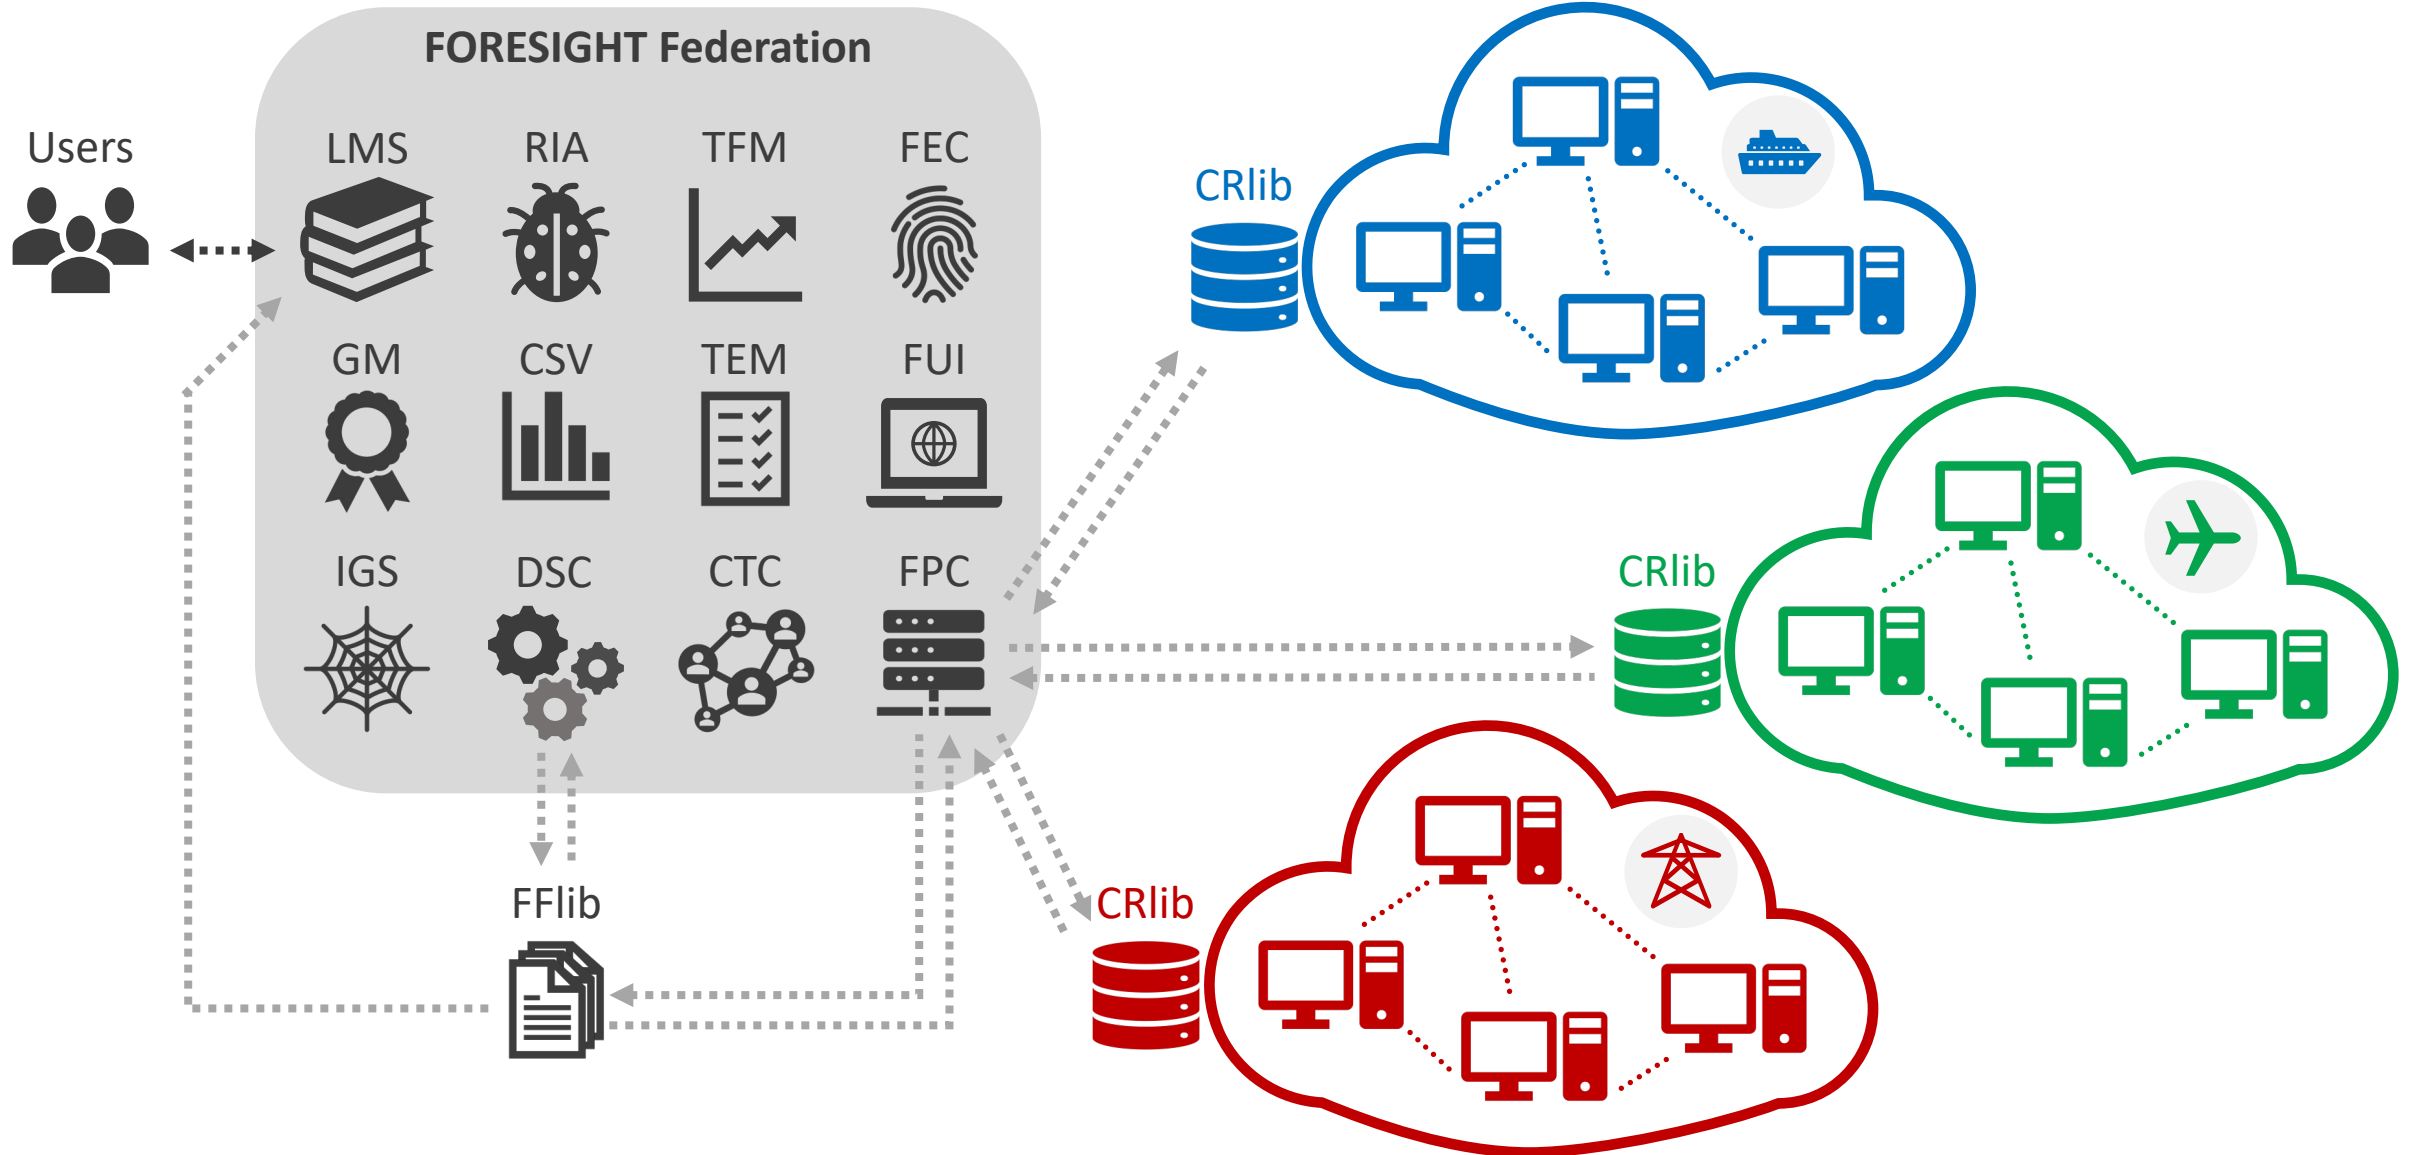 FORESIGHT Federation
Users
LMS
RIA
TFM
FEC
GM
CSV
TEM
FUI
IGS
DSC
CTC
FPC
FFlib
CRlib
CRlib
CRlib